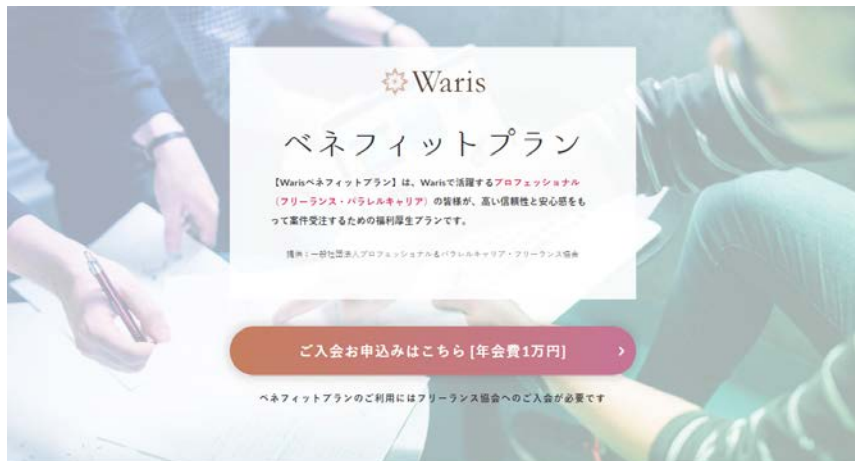 Waris
ベネフィットプラン
【Warisベネフィットプラン】は、Warisで活躍するプロフェッショナル
（フリーランス・パラレルキャリア）の皆様が、高い信頼性と安心感をも
って案件受注するための福利厚生プランです。
提供：一般社団法人プロフェッショナル&パラレルキャリア・フリーランス協会
ご入会お申込みはこちら [年会費1万円]
ベネフィットプランのご利用にはフリーランス協会へのご入会が必要です